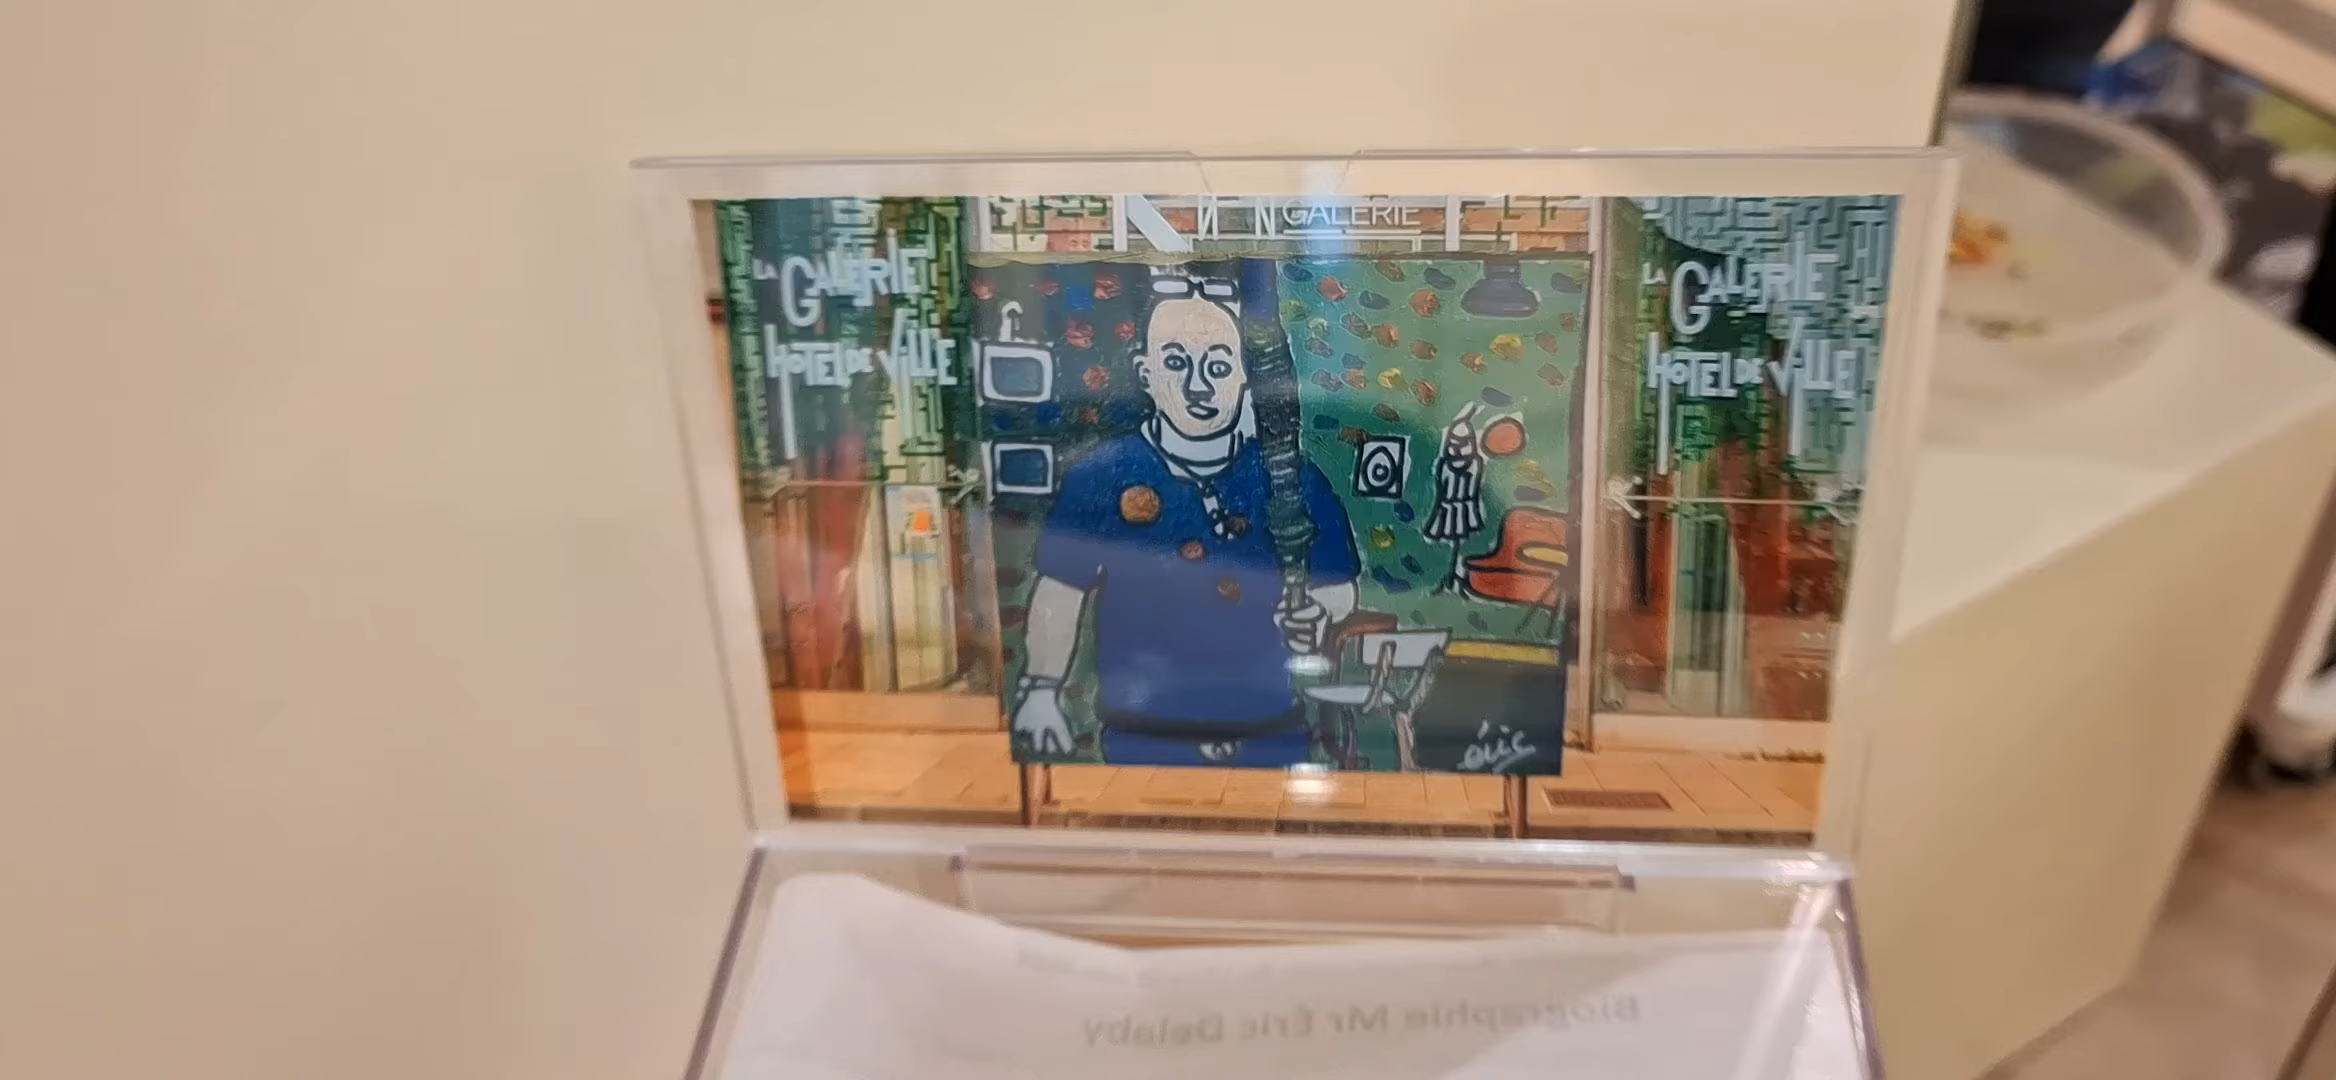 GALERIE
LA GALERIE
HOTEL DE VILLE
LA GALERIE
HOTEL DE VILLE
éric
Biographie Mr Éric Delaby